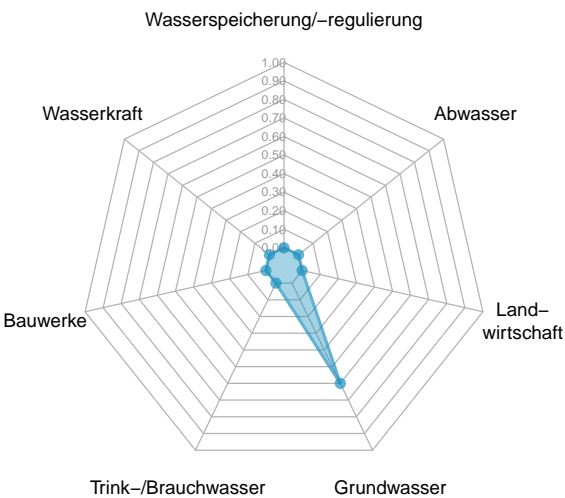 Wasserspeicherung/−regulierung
1.00
0.90
0.80
0.70
0.60
0.50
0.40
0.30
0.20
0.10
Wasserkraft
Abwasser
Bauwerke
Land−
wirtschaft
Trink−/Brauchwasser
Grundwasser